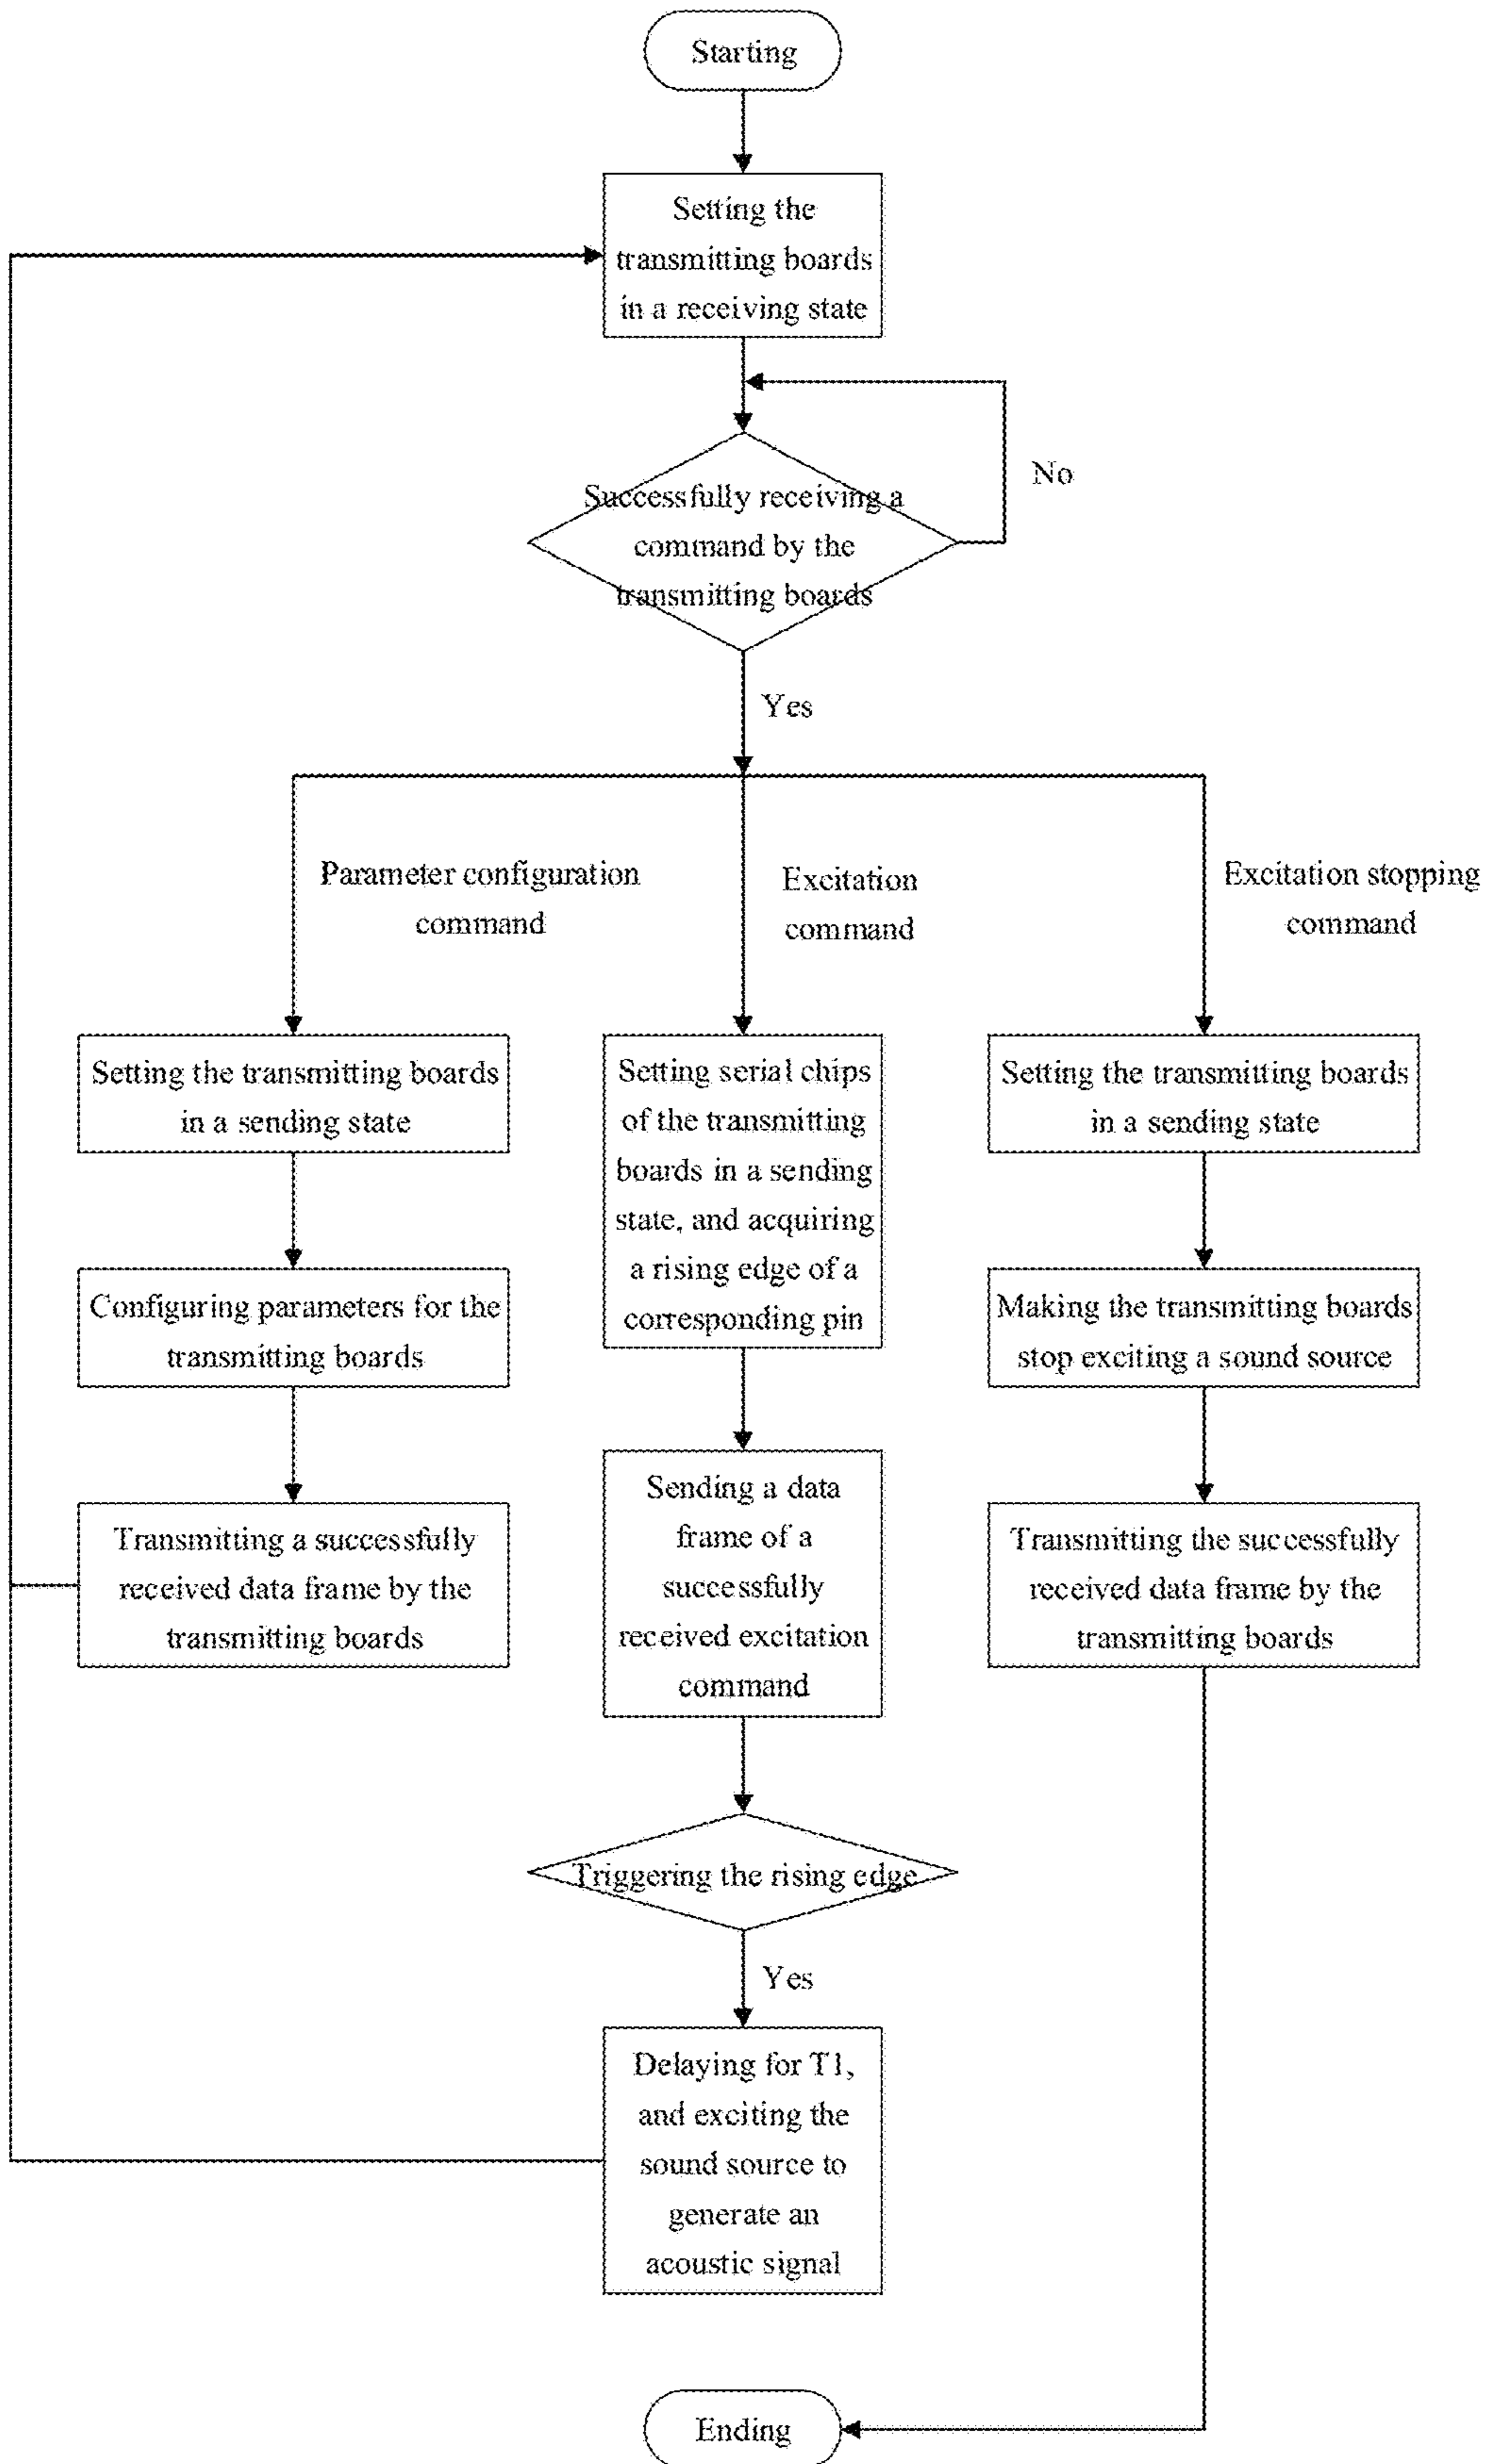 Starting
Setting the
transmitting boards
in a receiving state
No
Successfully receiving a
command by the
transmitting boards
Yes
Parameter configuration
command
Excitation
command
Excitation stopping
command
Setting the transmitting boards
in a sending state
Configuring parameters for the
transmitting boards
Transmitting a successfully
received data frame by the
transmitting boards
Setting serial chips
of the transmitting
boards in a sending
state, and acquiring
a rising edge of a
corresponding pin
Sending a data
frame of a
successfully
received excitation
command
Triggering the rising edge
Yes
Delaying for T1,
and exciting the
sound source to
generate an
acoustic signal
Setting the transmitting boards
in a sending state
Making the transmitting boards
stop exciting a sound source
Transmitting the successfully
received data frame by the
transmitting boards
Ending